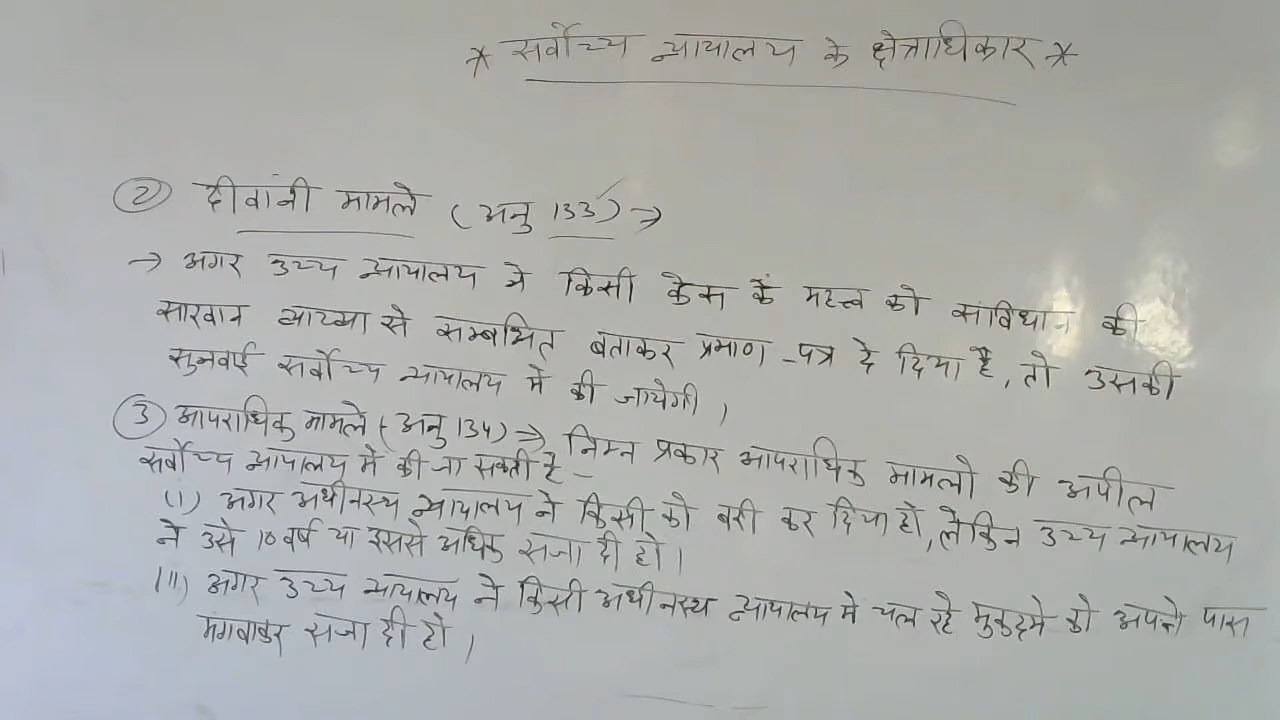 * सर्वोच्च न्यायालय के क्षेत्राधिकार *
② दीवानी मामले (अनु 133) →
→ अगर उच्च न्यायालय ने किसी केस के महत्व को संविधान की
सारवान व्याख्या से सम्बन्धित बताकर प्रमाण-पत्र दे दिया है, तो उसकी
सुनवाई सर्वोच्च न्यायालय में की जायेगी।
③ आपराधिक मामले (अनु 134) → निम्न प्रकार आपराधिक मामलो की अपील
सर्वोच्च न्यायालय में की जा सकती है -
(I) अगर अधीनस्थ न्यायालय ने किसी को बरी कर दिया हो, लेकिन उच्च न्यायालय
ने उसे 10 वर्ष या इससे अधिक सजा दी हो।
(II) अगर उच्च न्यायालय ने किसी अधीनस्थ न्यायालय मे चल रहे मुकदमे को अपने पास
मंगवाकर सजा दी हो।